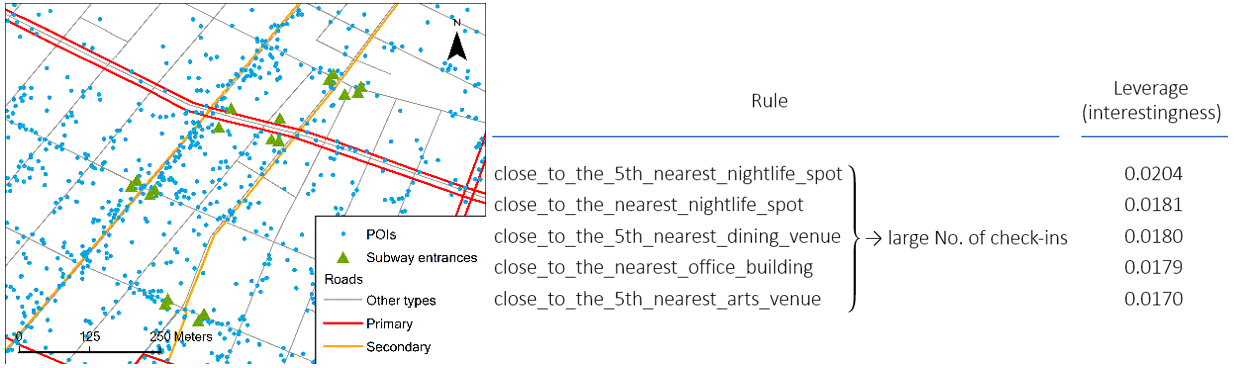 N
POIs
Subway entrances
Roads
Other types
Primary
Secondary
0 125 250 Meters
Rule
Leverage
(interestingness)
close_to_the_5th_nearest_nightlife_spot 0.0204
close_to_the_nearest_nightlife_spot 0.0181
close_to_the_5th_nearest_dining_venue → large No. of check-ins 0.0180
close_to_the_nearest_office_building 0.0179
close_to_the_5th_nearest_arts_venue 0.0170